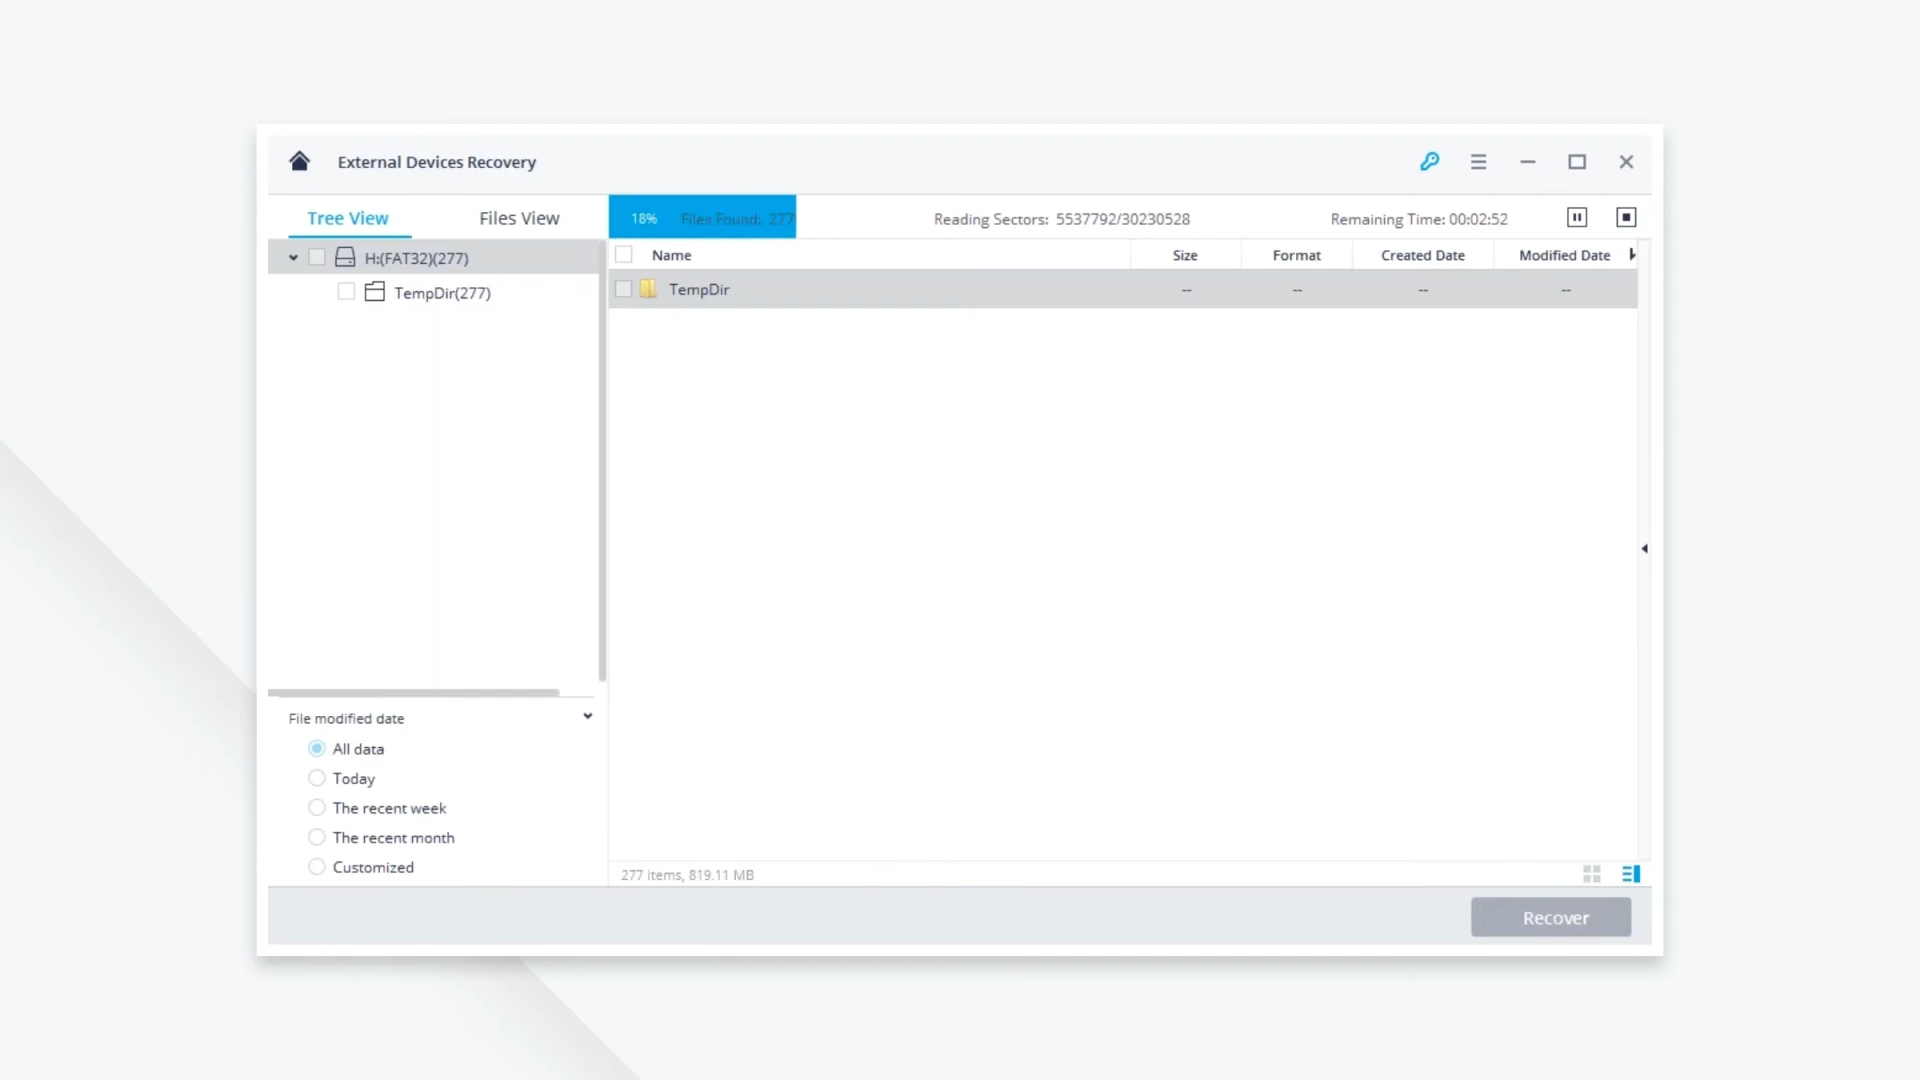 External Devices Recovery
Tree View Files View 18% Files Found: 277 Reading Sectors: 5537792/30230528 Remaining Time: 00:02:52
H:(FAT32)(277)
TempDir(277)
Name Size Format Created Date Modified Date
TempDir -- -- -- --
File modified date
All data
Today
The recent week
The recent month
Customized
277 items, 819.11 MB
Recover